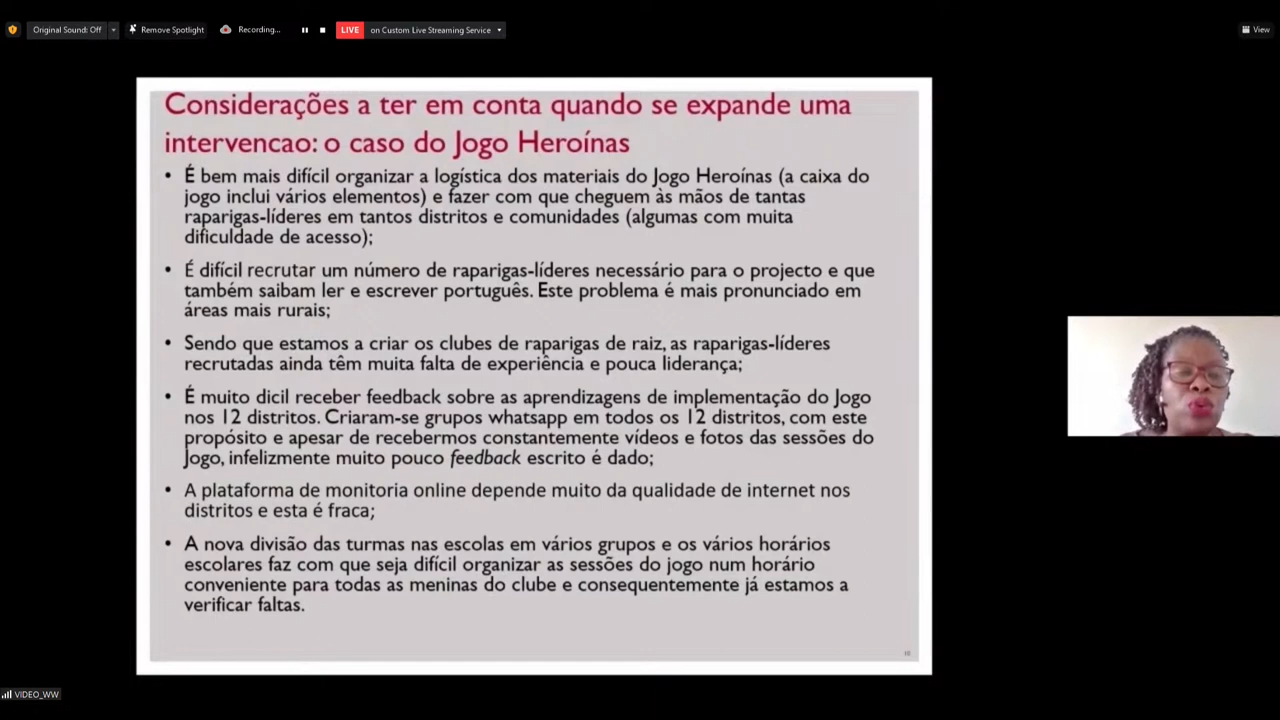 Original Sound: Off
Remove Spotlight
Recording...
LIVE
on Custom Live Streaming Service
View
Considerações a ter em conta quando se expande uma
intervencao: o caso do Jogo Heroínas
• É bem mais difícil organizar a logística dos materiais do Jogo Heroínas (a caixa do
jogo inclui vários elementos) e fazer com que cheguem às mãos de tantas
raparigas-líderes em tantos distritos e comunidades (algumas com muita
dificuldade de acesso);
• É difícil recrutar um número de raparigas-líderes necessário para o projecto e que
também saibam ler e escrever português. Este problema é mais pronunciado em
áreas mais rurais;
• Sendo que estamos a criar os clubes de raparigas de raiz, as raparigas-líderes
recrutadas ainda têm muita falta de experiência e pouca liderança;
• É muito dicil receber feedback sobre as aprendizagens de implementação do Jogo
nos 12 distritos. Criaram-se grupos whatsapp em todos os 12 distritos, com este
propósito e apesar de recebermos constantemente vídeos e fotos das sessões do
Jogo, infelizmente muito pouco feedback escrito é dado;
• A plataforma de monitoria online depende muito da qualidade de internet nos
distritos e esta é fraca;
• A nova divisão das turmas nas escolas em vários grupos e os vários horários
escolares faz com que seja difícil organizar as sessões do jogo num horário
conveniente para todas as meninas do clube e consequentemente já estamos a
verificar faltas.
VIDEO_WW